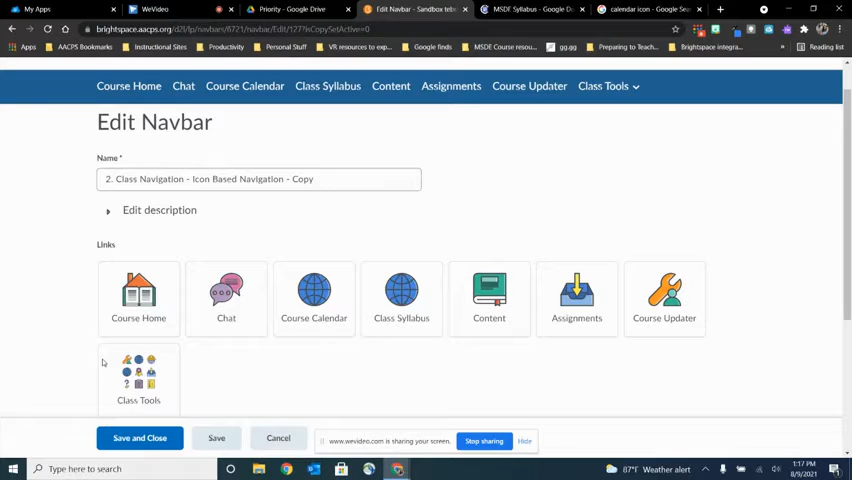 My Apps
WeVideo
Priority - Google Drive
Edit Navbar - Sandbox
MSDE Syllabus - Google D
calendar icon - Google Se
brightspace.aacps.org/d2l/lp/navbars/6721/navbar/Edit/127?isCopySetActive=0
Apps
AACPS Bookmarks
Instructional Sites
Productivity
Personal Stuff
VR resources to exp...
Google finds
MSDE Course resour...
gg.gg
Preparing to Teach...
Brightspace integra...
Reading list
Course Home
Chat
Course Calendar
Class Syllabus
Content
Assignments
Course Updater
Class Tools
Edit Navbar
Name *
2. Class Navigation - Icon Based Navigation - Copy
Edit description
Links
Course Home
Chat
Course Calendar
Class Syllabus
Content
Assignments
Course Updater
Class Tools
Save and Close
Save
Cancel
www.wevideo.com is sharing your screen.
Stop sharing
Hide
Type here to search
87°F Weather alert
1:17 PM
8/9/2021